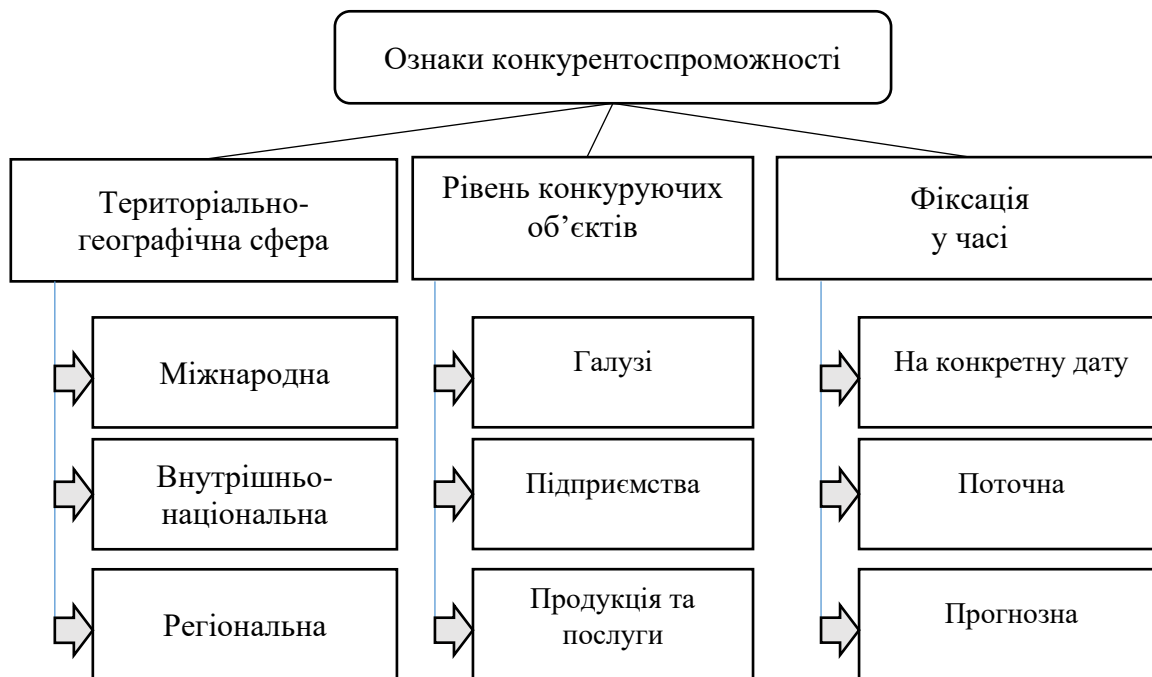 Ознаки конкурентоспроможності
Територіально-
географічна сфера
Міжнародна
Внутрішньо-
національна
Регіональна
Рівень конкуруючих
об’єктів
Галузі
Підприємства
Продукція та
послуги
Фіксація
у часі
На конкретну дату
Поточна
Прогнозна